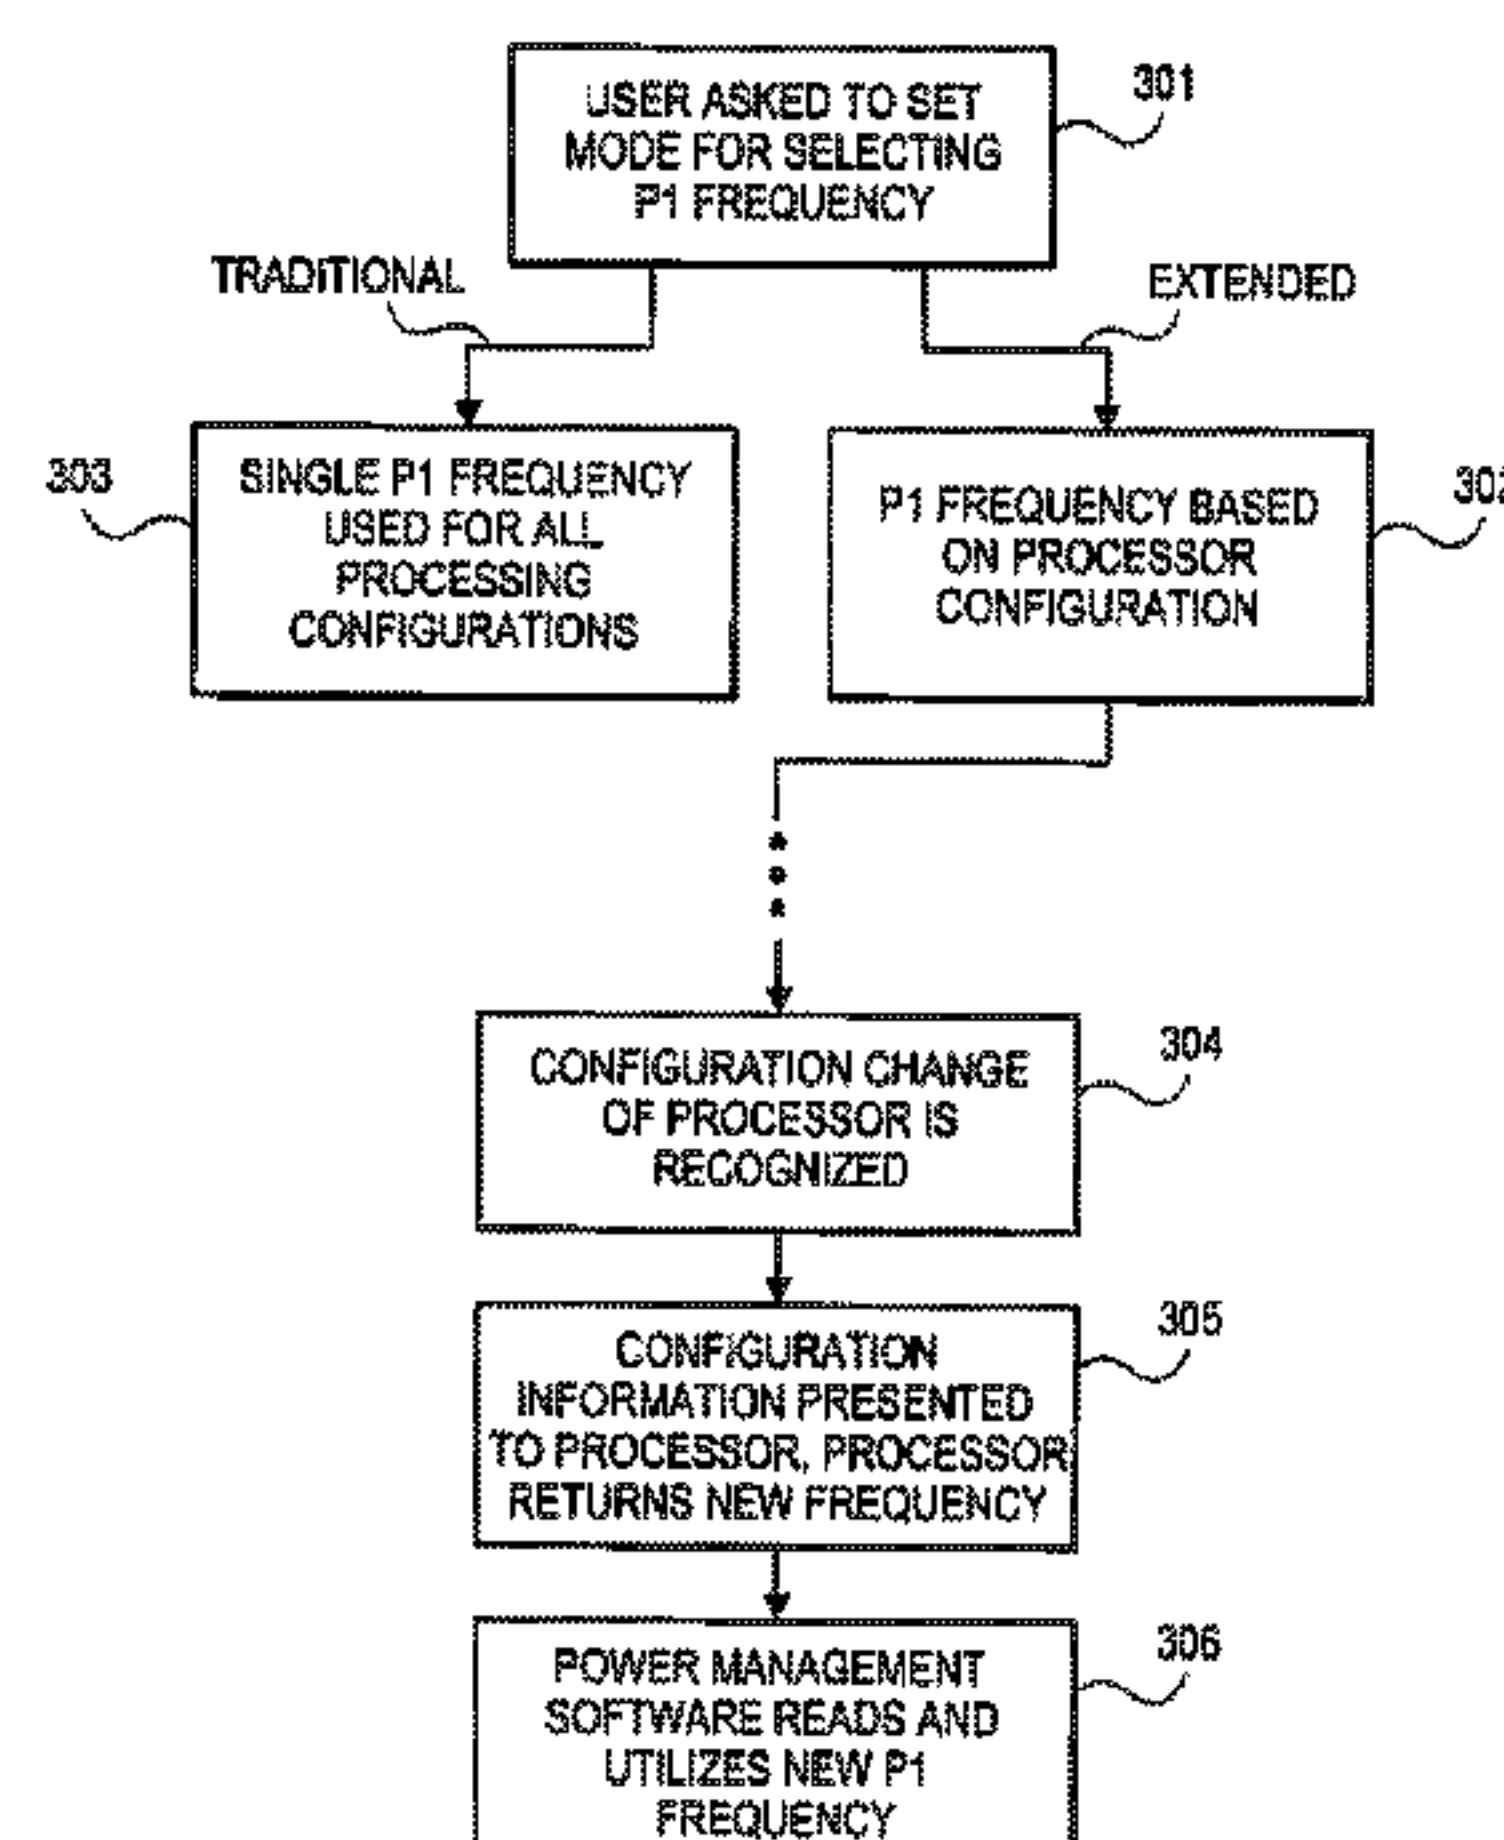 USER ASKED TO SET
MODE FOR SELECTING
P1 FREQUENCY
301
TRADITIONAL
EXTENDED
303
SINGLE P1 FREQUENCY
USED FOR ALL
PROCESSING
CONFIGURATIONS
P1 FREQUENCY BASED
ON PROCESSOR
CONFIGURATION
302
CONFIGURATION CHANGE
OF PROCESSOR IS
RECOGNIZED
304
CONFIGURATION
INFORMATION PRESENTED
TO PROCESSOR, PROCESSOR
RETURNS NEW FREQUENCY
305
POWER MANAGEMENT
SOFTWARE READS AND
UTILIZES NEW P1
FREQUENCY
306